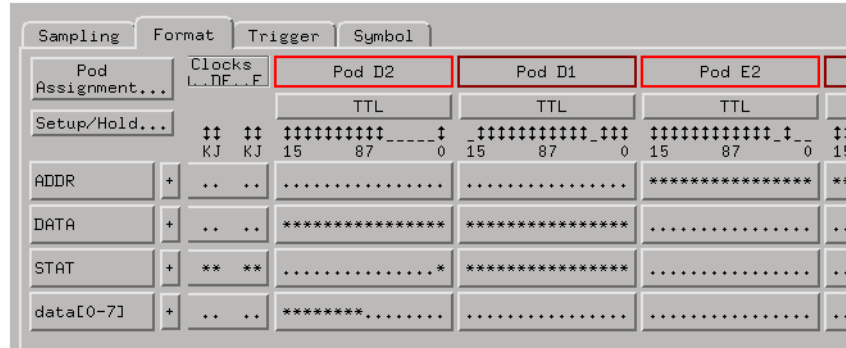 Sampling Format Trigger Symbol
Pod Assignment... Clocks Pod D2 Pod D1 Pod E2
TTL TTL TTL
Setup/Hold...
KJ KJ 15 87 0 15 87 0 15 87 0
ADDR + .. .. ................ ................ ****************
DATA + .. .. **************** **************** ................
STAT + ** ** ...............* **************** ................
data[0-7] + .. .. ********........ ................ ................